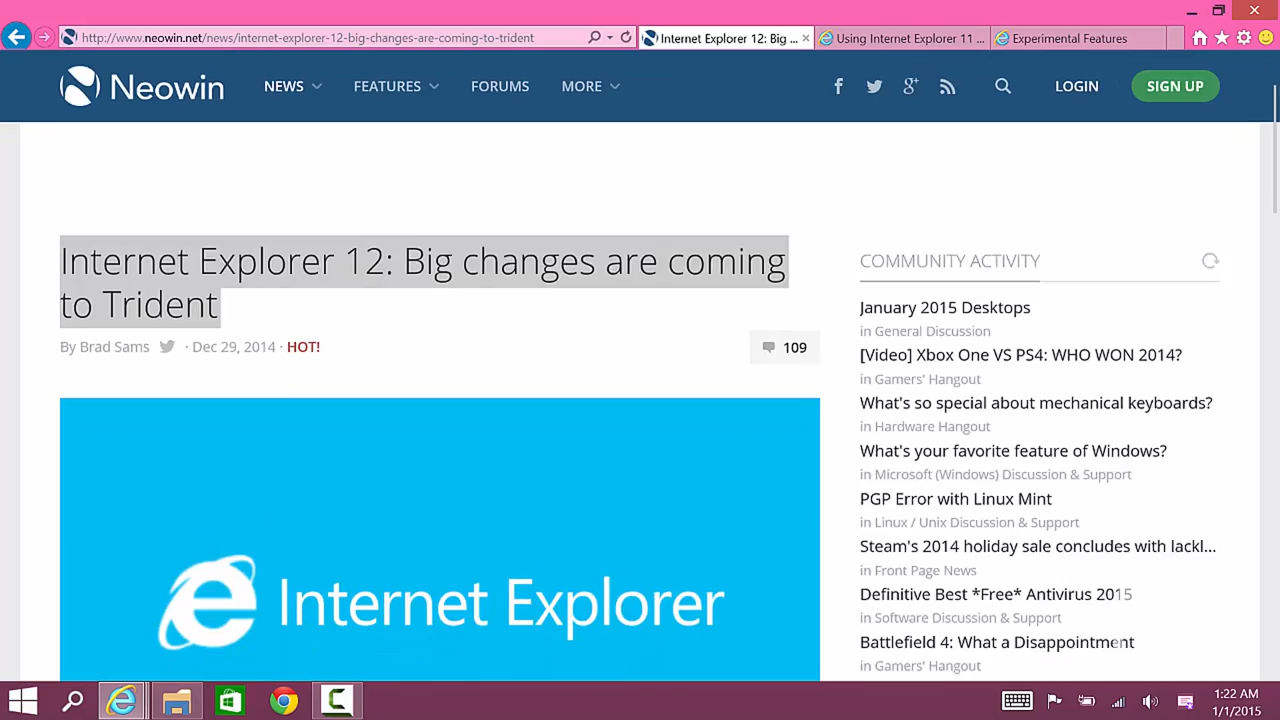 http://www.neowin.net/news/internet-explorer-12-big-changes-are-coming-to-trident
Internet Explorer 12: Big ...
Using Internet Explorer 11 ...
Experimental Features
Neowin
NEWS
FEATURES
FORUMS
MORE
LOGIN
SIGN UP
Internet Explorer 12: Big changes are coming
to Trident
By Brad Sams · Dec 29, 2014 · HOT!
109
Internet Explorer
COMMUNITY ACTIVITY
January 2015 Desktops
in General Discussion
[Video] Xbox One VS PS4: WHO WON 2014?
in Gamers' Hangout
What's so special about mechanical keyboards?
in Hardware Hangout
What's your favorite feature of Windows?
in Microsoft (Windows) Discussion & Support
PGP Error with Linux Mint
in Linux / Unix Discussion & Support
Steam's 2014 holiday sale concludes with lackl...
in Front Page News
Definitive Best *Free* Antivirus 2015
in Software Discussion & Support
Battlefield 4: What a Disappointment
in Gamers' Hangout
1:22 AM
1/1/2015